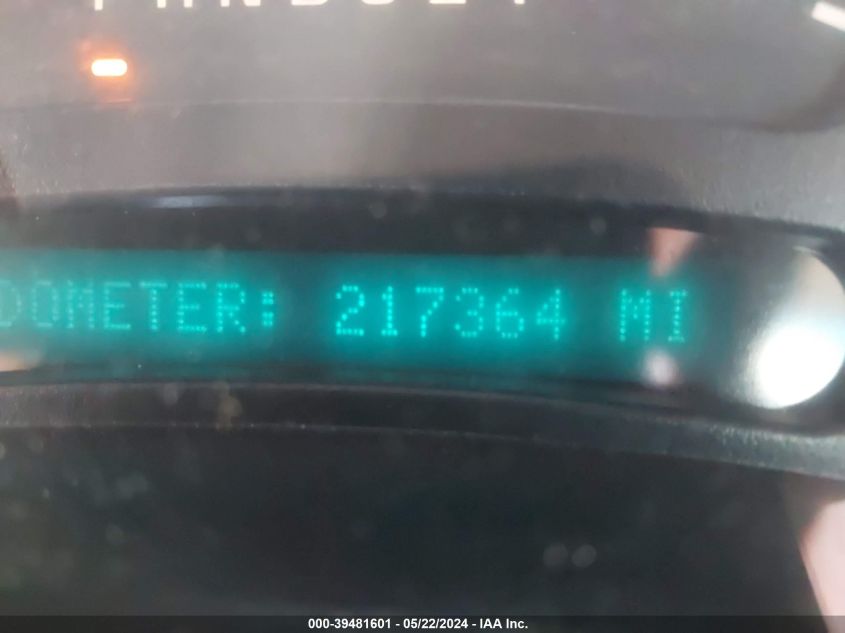 DOMETER: 217364 MI
000-39481601 - 05/22/2024 - IAA Inc.